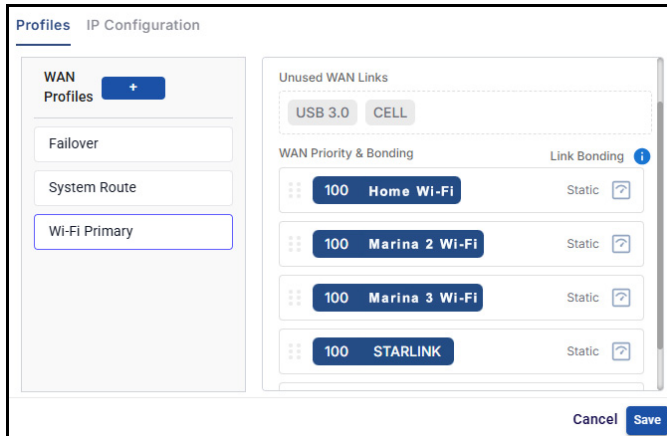 Profiles IP Configuration
WAN
Profiles +
Failover
System Route
Wi-Fi Primary
Unused WAN Links
USB 3.0 CELL
WAN Priority & Bonding Link Bonding i
100 Home Wi-Fi Static
100 Marina 2 Wi-Fi Static
100 Marina 3 Wi-Fi Static
100 STARLINK Static
Cancel Save